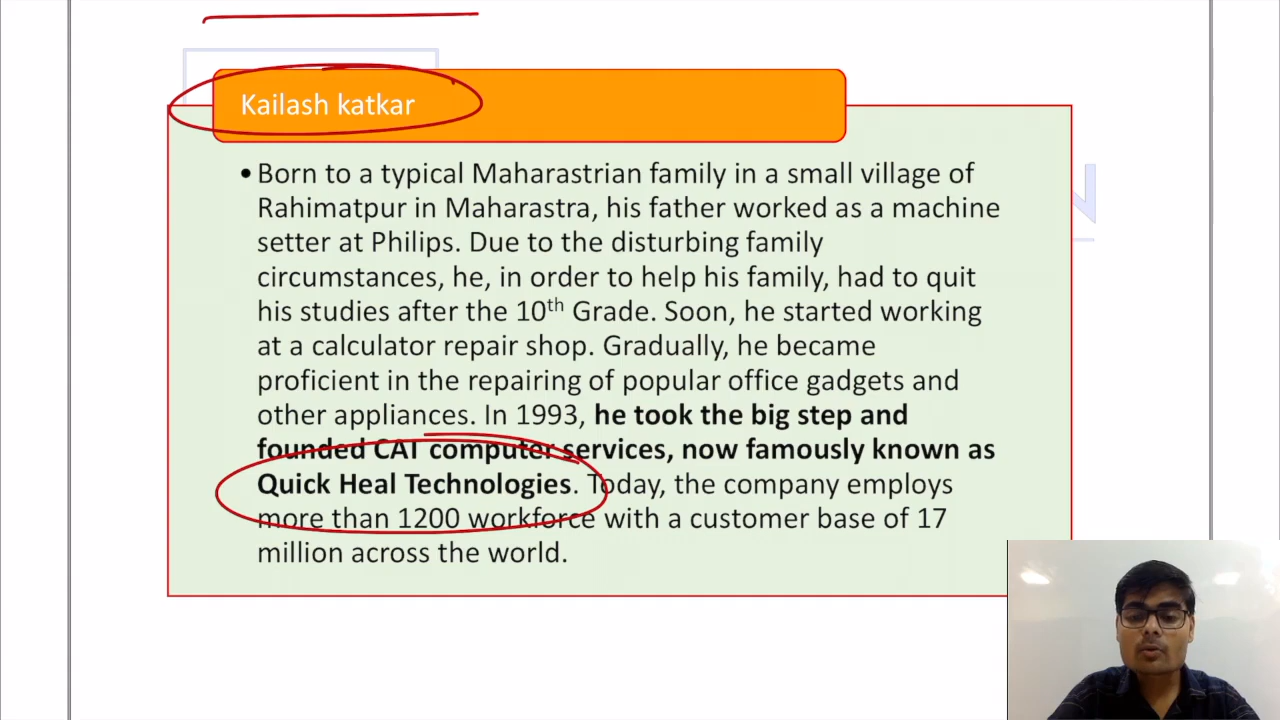 Kailash katkar
• Born to a typical Maharastrian family in a small village of
Rahimatpur in Maharastra, his father worked as a machine
setter at Philips. Due to the disturbing family
circumstances, he, in order to help his family, had to quit
his studies after the 10th Grade. Soon, he started working
at a calculator repair shop. Gradually, he became
proficient in the repairing of popular office gadgets and
other appliances. In 1993, he took the big step and
founded CAT computer services, now famously known as
Quick Heal Technologies. Today, the company employs
more than 1200 workforce with a customer base of 17
million across the world.